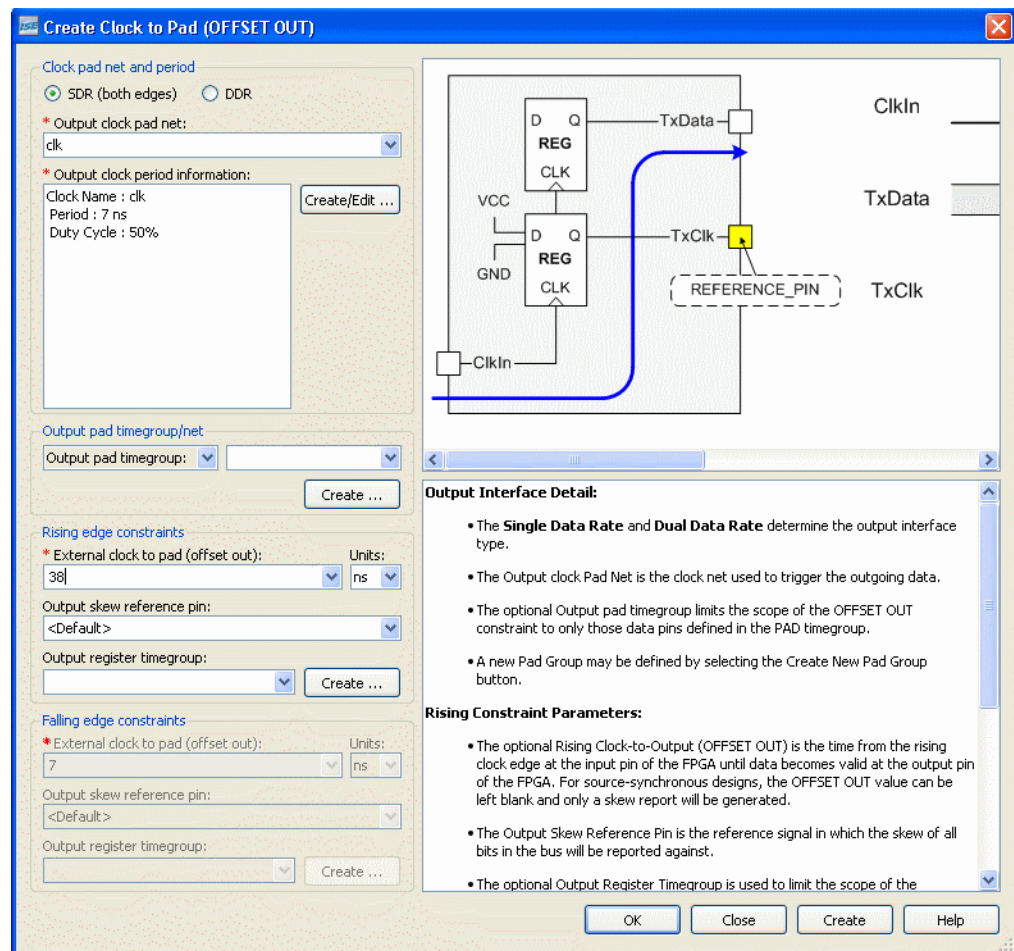 ISE Create Clock to Pad (OFFSET OUT)
Clock pad net and period
SDR (both edges) DDR
* Output clock pad net:
clk
* Output clock period information:
Clock Name : clk
Period : 7 ns
Duty Cycle : 50%
Create/Edit ...
Output pad timegroup/net
Output pad timegroup:
Create ...
Rising edge constraints
* External clock to pad (offset out): Units:
38 ns
Output skew reference pin:
<Default>
Output register timegroup:
Create ...
Falling edge constraints
* External clock to pad (offset out): Units:
7 ns
Output skew reference pin:
<Default>
Output register timegroup:
Create ...
D Q
REG
CLK
TxData
VCC
GND
D Q
REG
CLK
TxClk
REFERENCE_PIN
ClkIn
ClkIn
TxData
TxClk
Output Interface Detail:
• The Single Data Rate and Dual Data Rate determine the output interface
type.
• The Output clock Pad Net is the clock net used to trigger the outgoing data.
• The optional Output pad timegroup limits the scope of the OFFSET OUT
constraint to only those data pins defined in the PAD timegroup.
• A new Pad Group may be defined by selecting the Create New Pad Group
button.
Rising Constraint Parameters:
• The optional Rising Clock-to-Output (OFFSET OUT) is the time from the rising
clock edge at the input pin of the FPGA until data becomes valid at the output pin
of the FPGA. For source-synchronous designs, the OFFSET OUT value can be
left blank and only a skew report will be generated.
• The Output Skew Reference Pin is the reference signal in which the skew of all
bits in the bus will be reported against.
• The optional Output Register Timegroup is used to limit the scope of the
OK Close Create Help